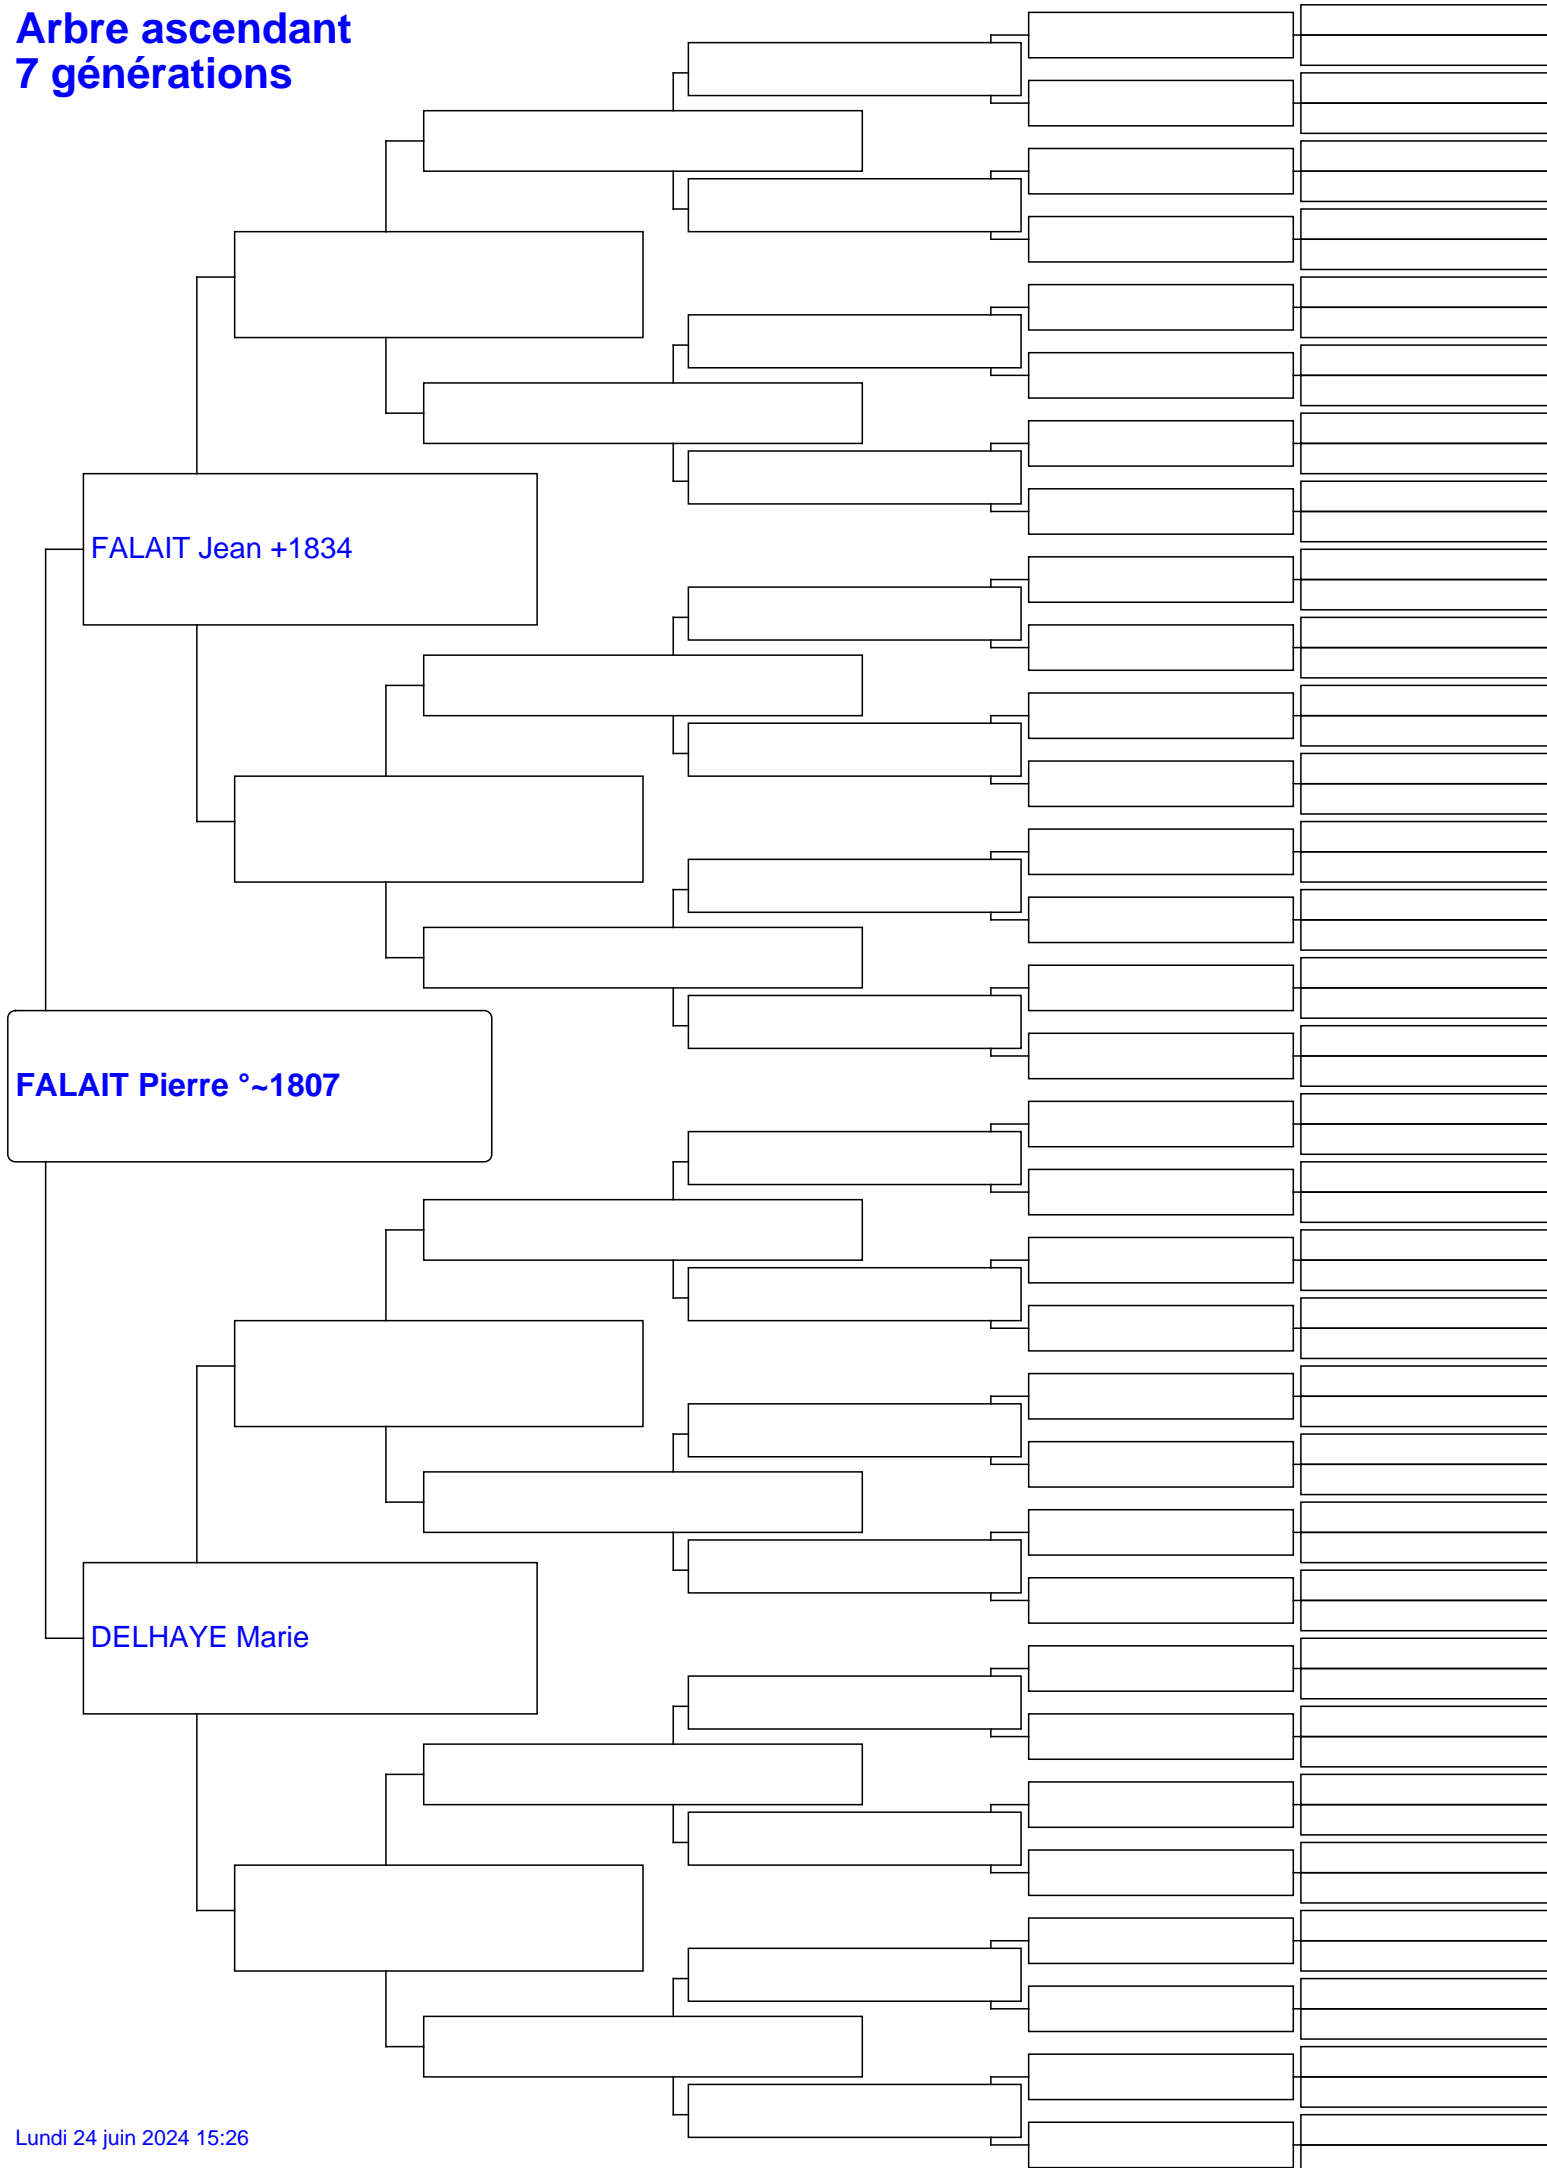 Arbre ascendant
7 générations
FALAIT Jean +1834
FALAIT Pierre °~1807
DELHAYE Marie
Lundi 24 juin 2024 15:26